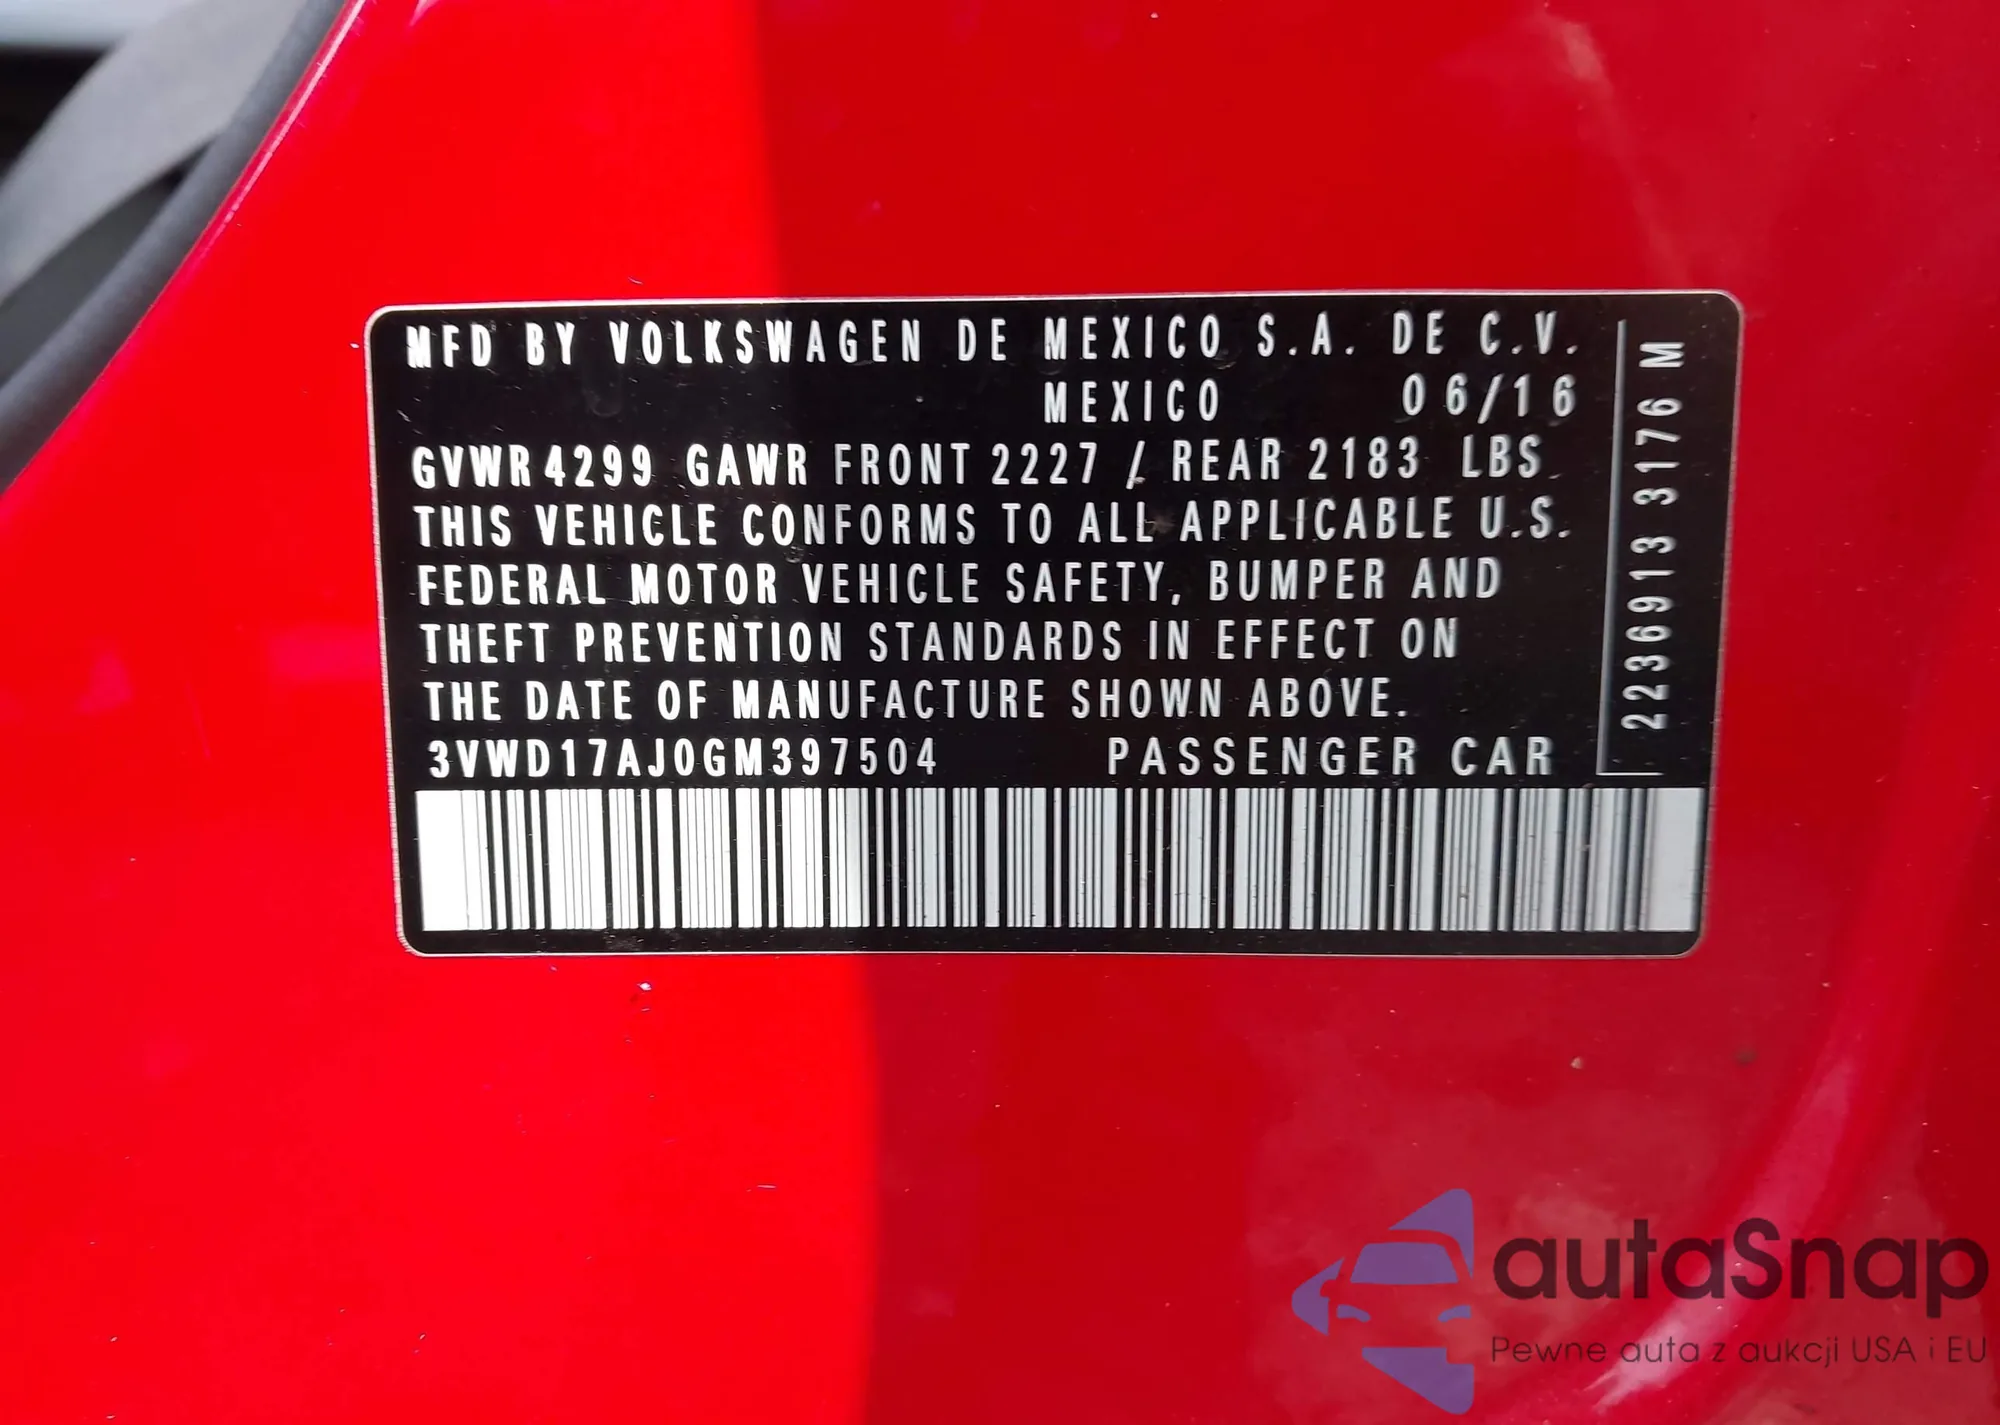 MFD BY VOLKSWAGEN DE MEXICO S.A. DE C.V.
MEXICO 06/16
GVWR 4299 GAWR FRONT 2227 / REAR 2183 LBS
THIS VEHICLE CONFORMS TO ALL APPLICABLE U.S.
FEDERAL MOTOR VEHICLE SAFETY, BUMPER AND
THEFT PREVENTION STANDARDS IN EFFECT ON
THE DATE OF MANUFACTURE SHOWN ABOVE.
3VWD17AJ0GM397504 PASSENGER CAR
2236913 3176 M
autaSnap
Pewne auta z aukcji USA i EU